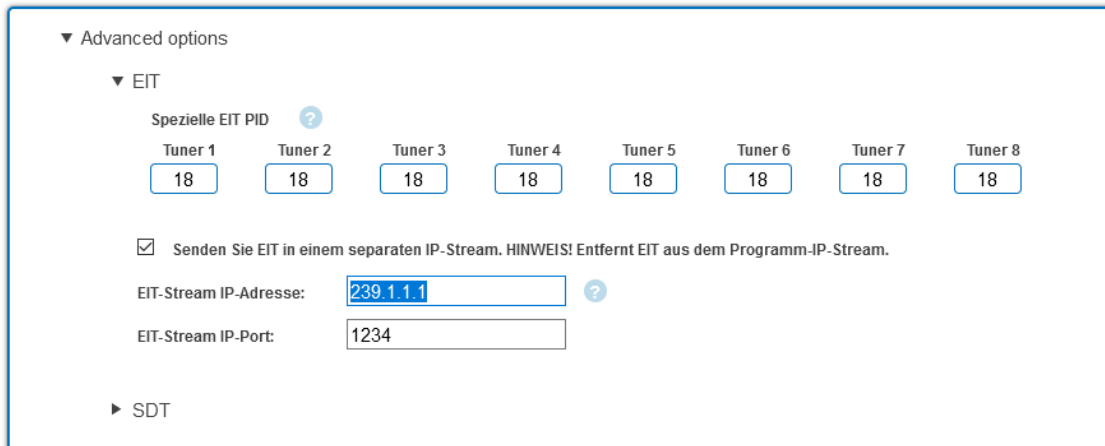 Advanced options
EIT
Spezielle EIT PID ?
Tuner 1 Tuner 2 Tuner 3 Tuner 4 Tuner 5 Tuner 6 Tuner 7 Tuner 8
18 18 18 18 18 18 18 18
Senden Sie EIT in einem separaten IP-Stream. HINWEIS! Entfernt EIT aus dem Programm-IP-Stream.
EIT-Stream IP-Adresse: 239.1.1.1 ?
EIT-Stream IP-Port: 1234
SDT